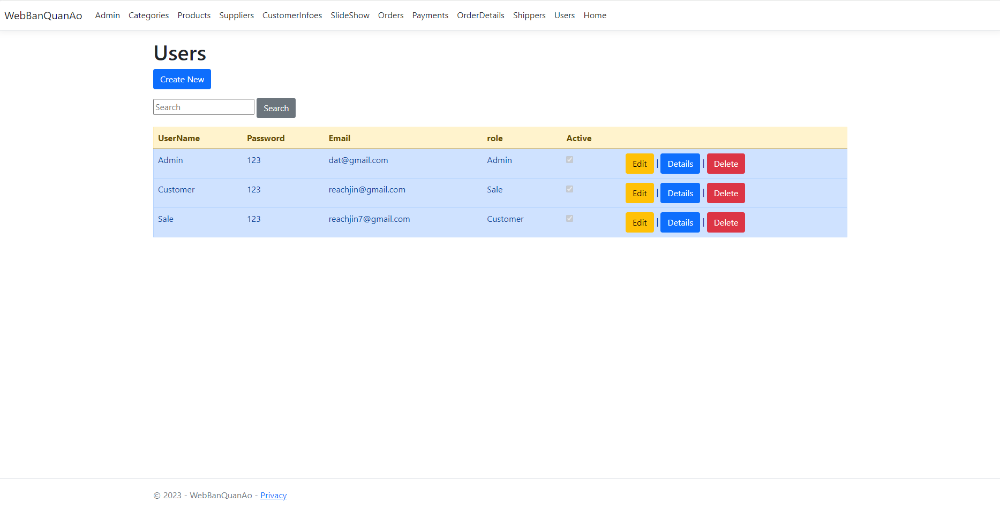 WebBanQuanAo Admin Categories Products Suppliers CustomerInfoes SlideShow Orders Payments OrderDetails Shippers Users Home
Users
Create New
Search Search
UserName Password Email role Active
Admin 123 dat@gmail.com Admin Edit | Details | Delete
Customer 123 reachjin@gmail.com Sale Edit | Details | Delete
Sale 123 reachjin7@gmail.com Customer Edit | Details | Delete
© 2023 - WebBanQuanAo - Privacy